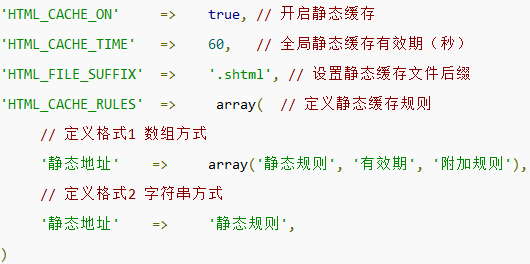 'HTML_CACHE_ON'     =>    true, // 开启静态缓存
'HTML_CACHE_TIME'   =>    60,   // 全局静态缓存有效期（秒）
'HTML_FILE_SUFFIX'  =>    '.shtml', // 设置静态缓存文件后缀
'HTML_CACHE_RULES'  =>     array(  // 定义静态缓存规则
     // 定义格式1 数组方式
     '静态地址'    =>     array('静态规则', '有效期', '附加规则'),
     // 定义格式2 字符串方式
     '静态地址'    =>     '静态规则',
)